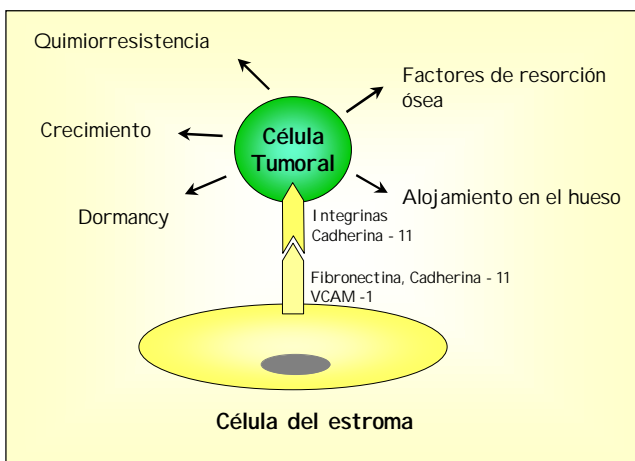 Quimiorresistencia
Factores de resorción
ósea
Crecimiento
Célula
Tumoral
Dormancy
Alojamiento en el hueso
Integrinas
Cadherina - 11
Fibronectina, Cadherina - 11
VCAM -1
Célula del estroma